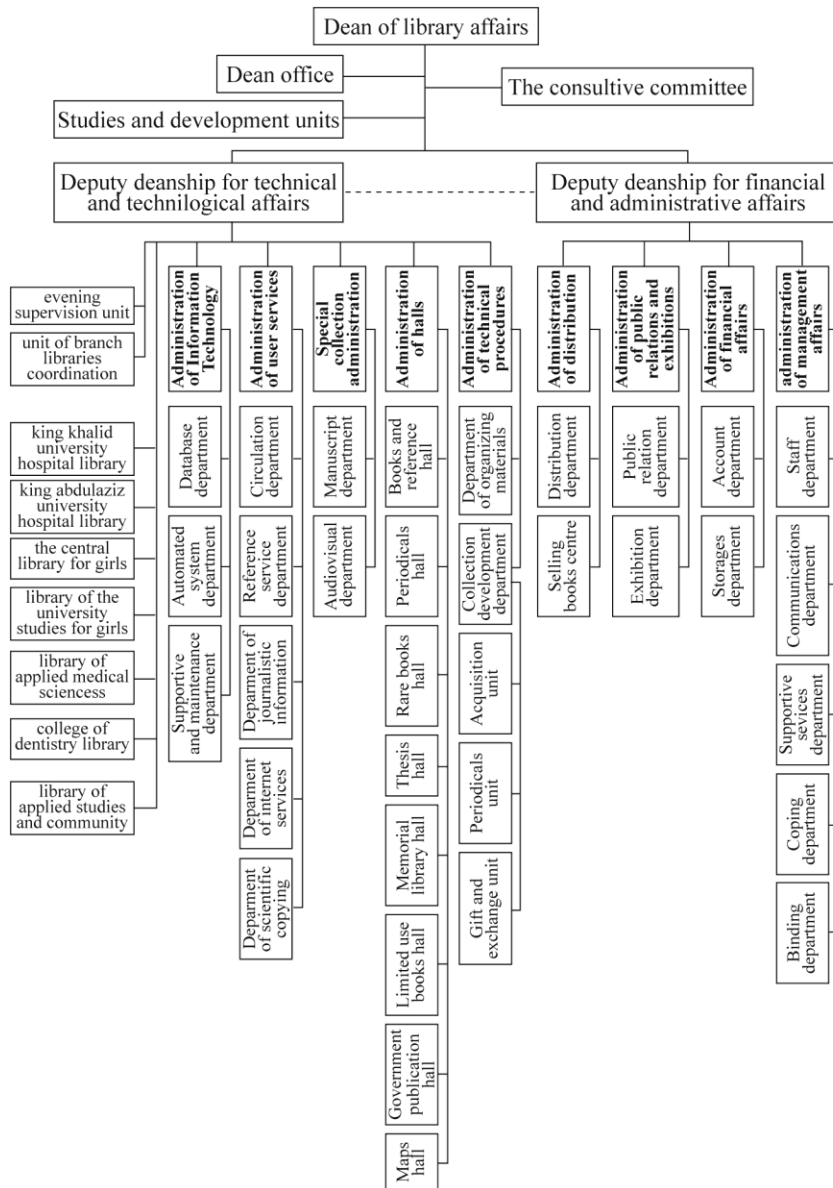 Dean of library affairs
Dean office
The consultive committee
Studies and development units
Deputy deanship for technical
and technilogical affairs
Deputy deanship for financial
and administrative affairs
evening
supervision unit
unit of branch
libraries
coordination
king khalid
university
hospital library
king abdulaziz
university
hospital library
the central
library for girls
library of the
university
studies for girls
library of
applied medical
sciencess
college of
dentistry library
library of
applied studies
and community
Administration
of Information
Technology
Database
department
Automated
system
department
Supportive
and maintenance
department
Administration
of user services
Circulation
department
Reference
service
department
Deparment of
journalistic
information
Deparment
of internet
services
Deparment
of scientific
copying
Special
collection
administration
Manuscript
department
Audiovisual
department
Administration
of halls
Books and
reference
hall
Periodicals
hall
Rare books
hall
Thesis
hall
Memorial
library hall
Limited use
books hall
Government
publication
hall
Maps
hall
Administration
of technical
procedures
Department
of organizing
materials
Collection
development
department
Acquisition
unit
Periodicals
unit
Gift and
exchange unit
Administration
of distribution
Distribution
department
Selling
books centre
Administration
of public
relations and
exhibitions
Public
relation
department
Exhibition
department
Administration
of financial
affairs
Account
department
Storages
department
administration
of management
affairs
Staff
department
Communications
department
Supportive
sevices
department
Coping
department
Binding
department